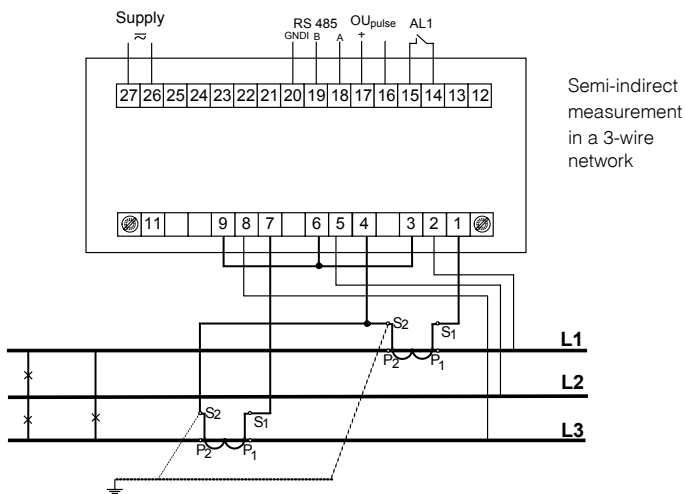 Supply
RS 485
OUpulse
AL1
GNDI B A +
27 26 25 24 23 22 21 20 19 18 17 16 15 14 13 12
Semi-indirect
measurement
in a 3-wire
network
11 9 8 7 6 5 4 3 2 1
S2 S1
L1
P2 P1
L2
S2 S1
L3
P2 P1